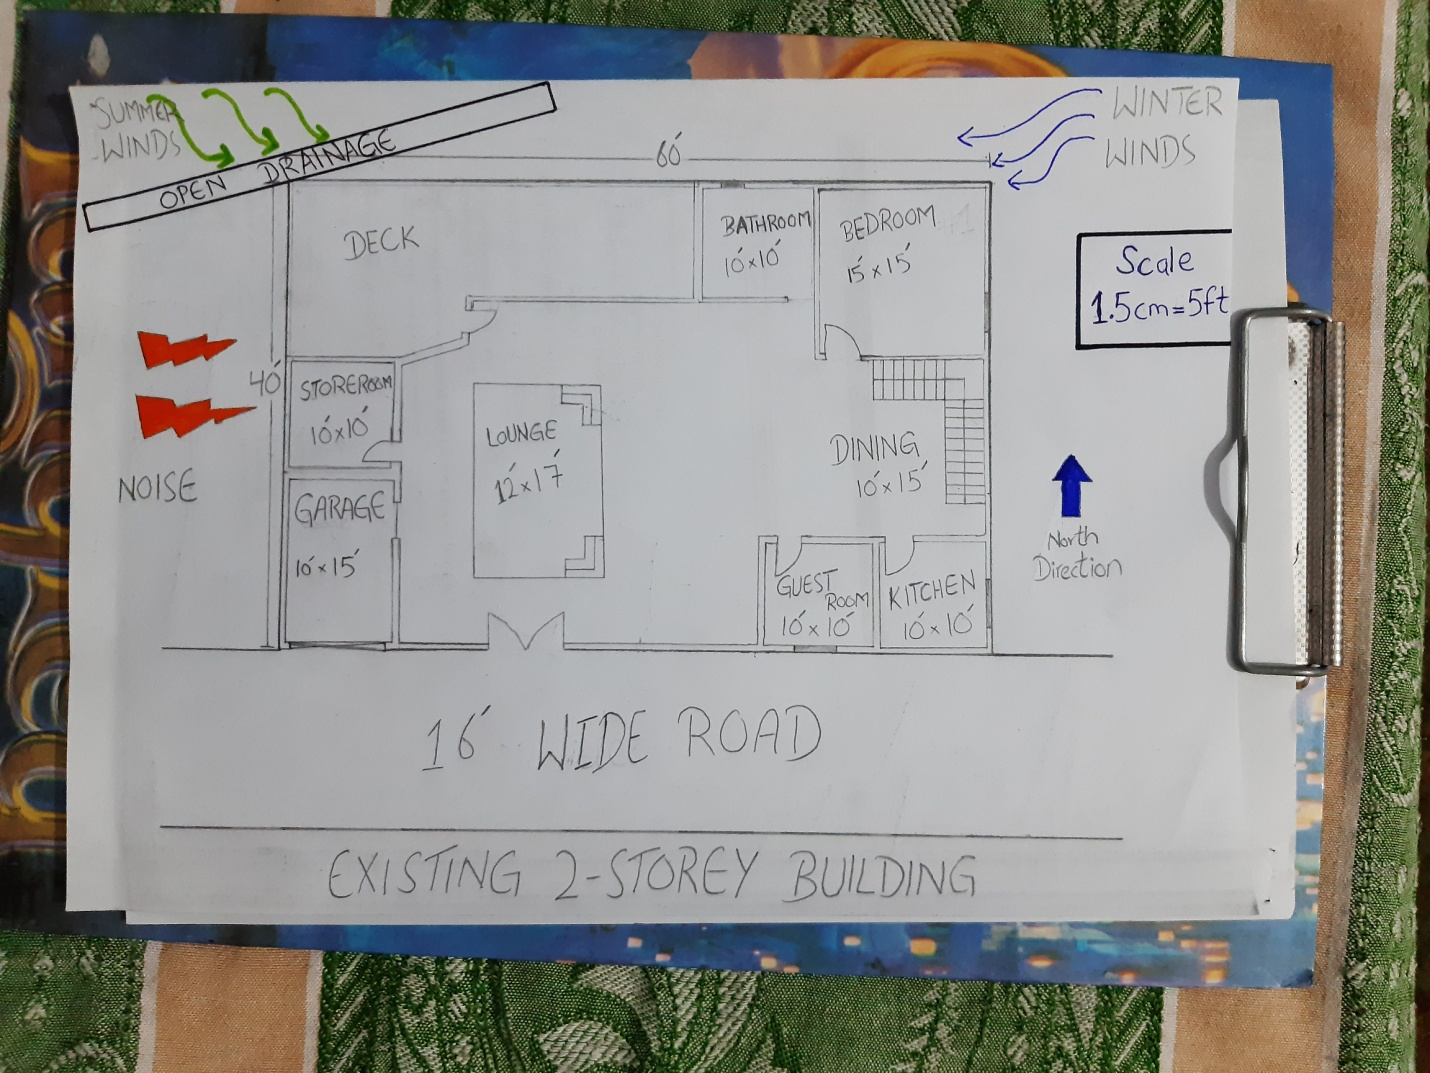 SUMMER
WINDS
OPEN DRAINAGE
60'
WINTER
WINDS
DECK
BATHROOM
10'x10'
BEDROOM
15'x15'
Scale
1.5cm=5ft
40'
STOREROOM
10'x10'
LOUNGE
12'x17'
DINING
10'x15'
NOISE
GARAGE
10'x15'
North
Direction
GUEST
ROOM
10'x10'
KITCHEN
10'x10'
16' WIDE ROAD
EXISTING 2-STOREY BUILDING